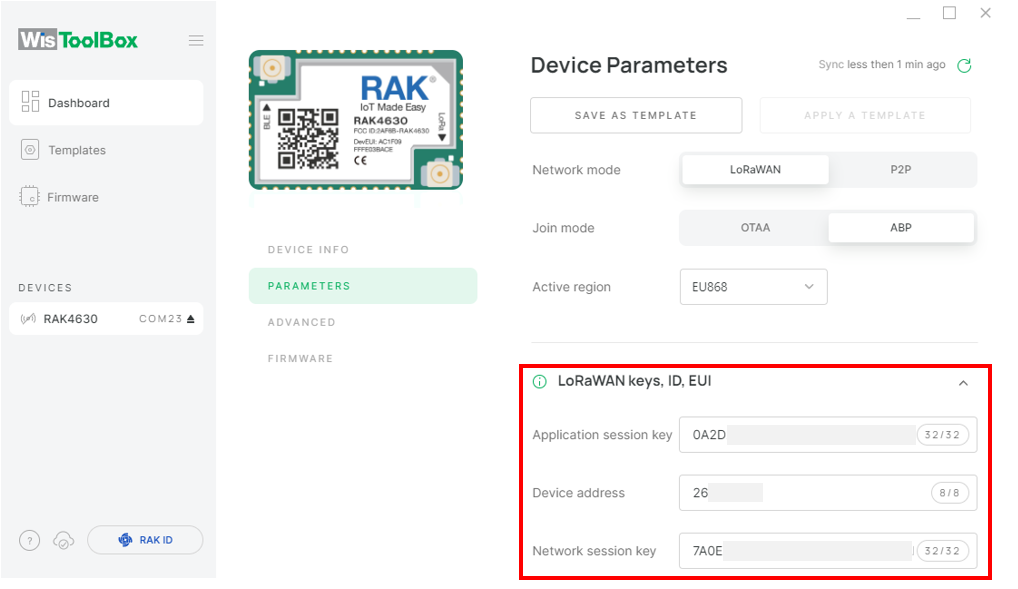 WisToolBox
Dashboard
Templates
Firmware
DEVICES
RAK4630 COM23
?
RAK ID
RAK®
IoT Made Easy
RAK4630
FCC ID:2AF6B-RAK4630
DevEUI: AC1F09
FFFE03BACE
CE
BLE
LoRa
DEVICE INFO
PARAMETERS
ADVANCED
FIRMWARE
Device Parameters
Sync less then 1 min ago
SAVE AS TEMPLATE
APPLY A TEMPLATE
Network mode LoRaWAN P2P
Join mode OTAA ABP
Active region EU868
LoRaWAN keys, ID, EUI
Application session key 0A2D 32/32
Device address 26 8/8
Network session key 7A0E 32/32